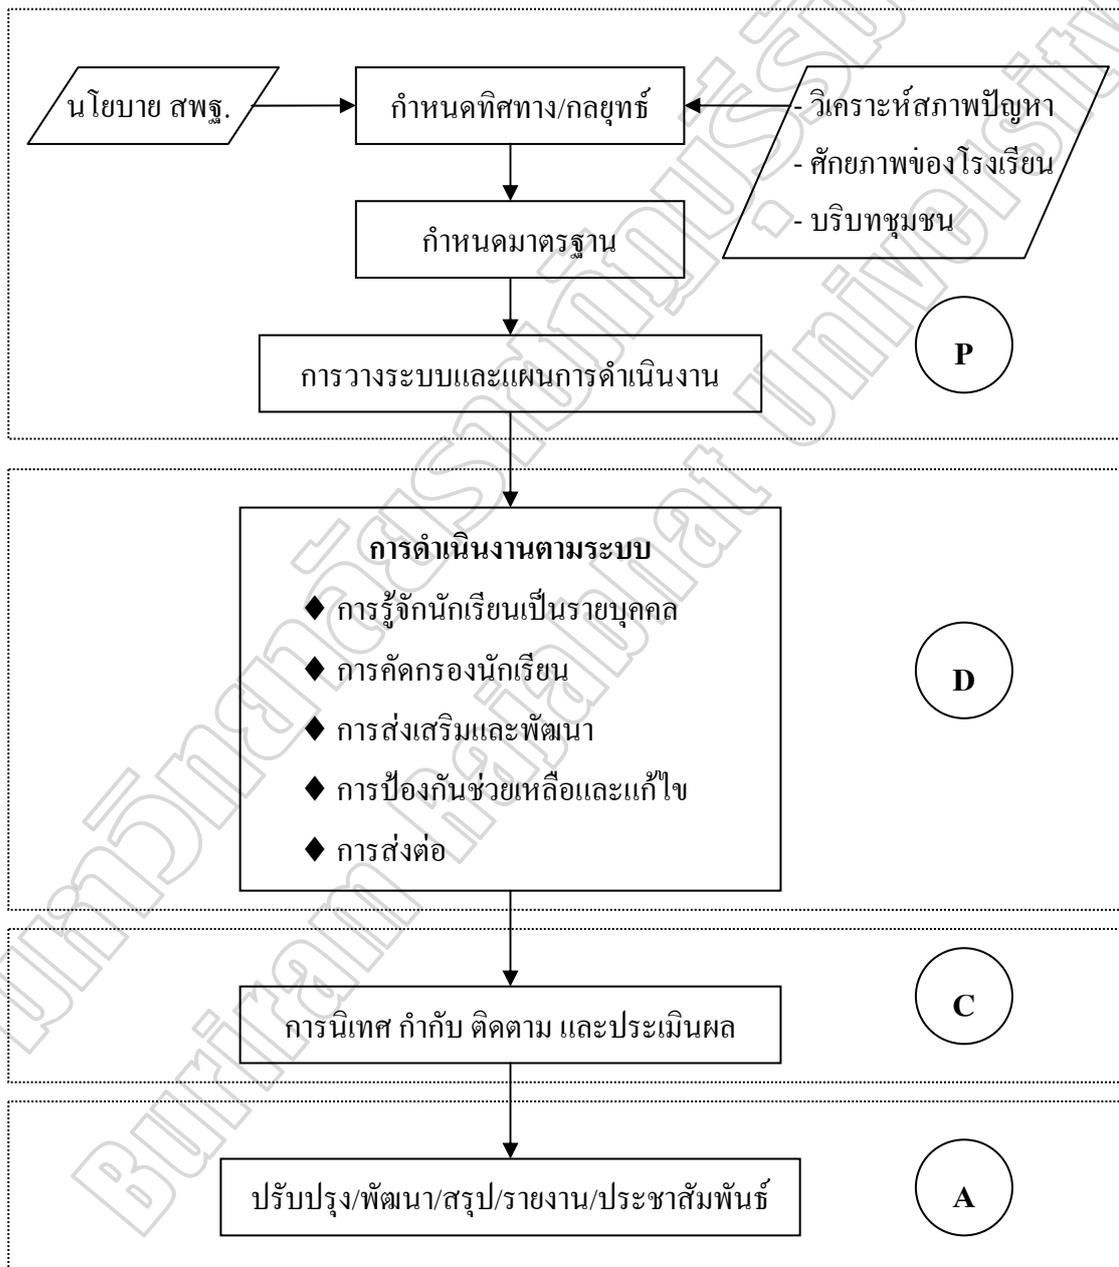 นโยบาย สพฐ.
กำหนดทิศทาง/กลยุทธ์
- วิเคราะห์สภาพปัญหา
- ศักยภาพของโรงเรียน
- บริบทชุมชน
กำหนดมาตรฐาน
การวางระบบและแผนการดำเนินงาน
P
การดำเนินงานตามระบบ
♦ การรู้จักนักเรียนเป็นรายบุคคล
♦ การคัดกรองนักเรียน
♦ การส่งเสริมและพัฒนา
♦ การป้องกันช่วยเหลือและแก้ไข
♦ การส่งต่อ
D
การนิเทศ กำกับ ติดตาม และประเมินผล
C
ปรับปรุง/พัฒนา/สรุป/รายงาน/ประชาสัมพันธ์
A
Buriram Rajabhat University